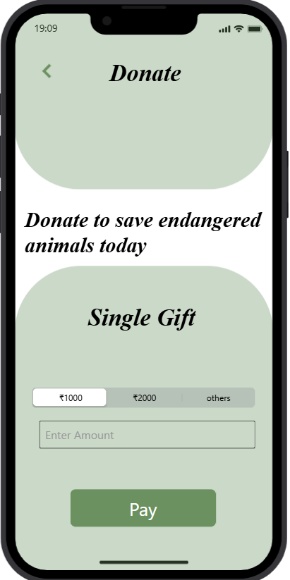 19:09
Donate
Donate to save endangered
animals today
Single Gift
₹1000 ₹2000 others
Enter Amount
Pay